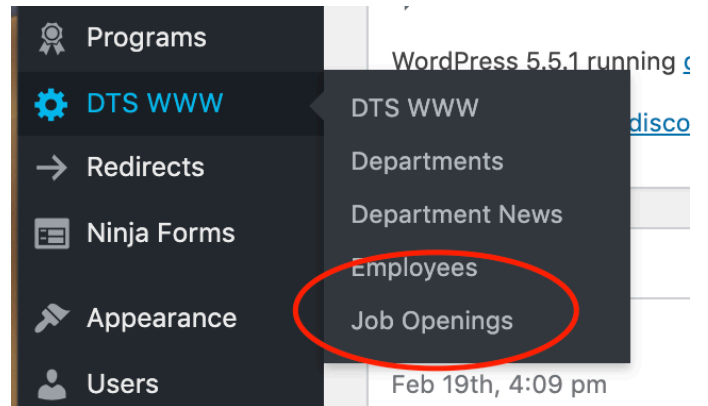 Programs
DTS WWW
Redirects
Ninja Forms
Appearance
Users
DTS WWW
Departments
Department News
Employees
Job Openings
WordPress 5.5.1 running
disco
Feb 19th, 4:09 pm